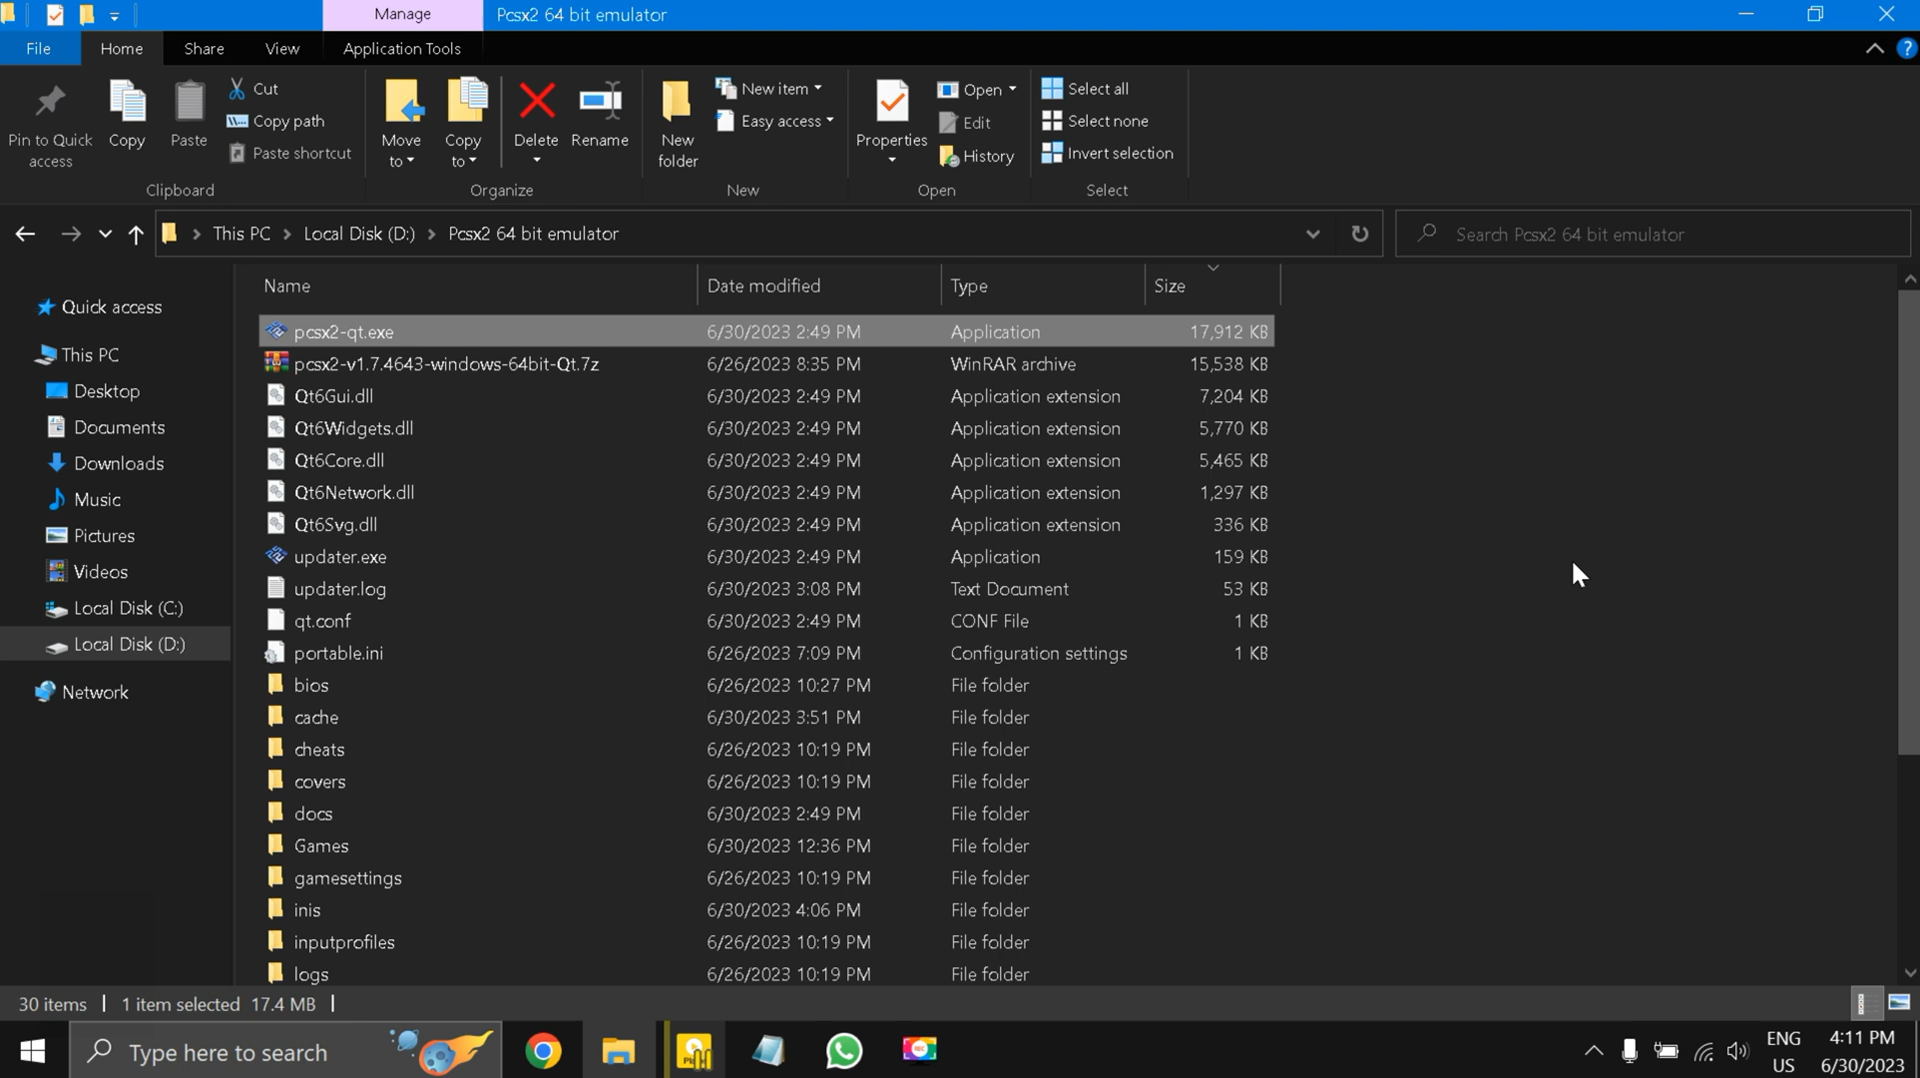 Manage
Pcsx2 64 bit emulator
File
Home
Share
View
Application Tools
Pin to Quick access
Copy
Paste
Cut
Copy path
Paste shortcut
Clipboard
Move to
Copy to
Delete
Rename
Organize
New folder
New item
Easy access
New
Properties
Open
Edit
History
Open
Select all
Select none
Invert selection
Select
This PC > Local Disk (D:) > Pcsx2 64 bit emulator
Search Pcsx2 64 bit emulator
Quick access
This PC
Desktop
Documents
Downloads
Music
Pictures
Videos
Local Disk (C:)
Local Disk (D:)
Network
Name Date modified Type Size
pcsx2-qt.exe 6/30/2023 2:49 PM Application 17,912 KB
pcsx2-v1.7.4643-windows-64bit-Qt.7z 6/26/2023 8:35 PM WinRAR archive 15,538 KB
Qt6Gui.dll 6/30/2023 2:49 PM Application extension 7,204 KB
Qt6Widgets.dll 6/30/2023 2:49 PM Application extension 5,770 KB
Qt6Core.dll 6/30/2023 2:49 PM Application extension 5,465 KB
Qt6Network.dll 6/30/2023 2:49 PM Application extension 1,297 KB
Qt6Svg.dll 6/30/2023 2:49 PM Application extension 336 KB
updater.exe 6/30/2023 2:49 PM Application 159 KB
updater.log 6/30/2023 3:08 PM Text Document 53 KB
qt.conf 6/30/2023 2:49 PM CONF File 1 KB
portable.ini 6/26/2023 7:09 PM Configuration settings 1 KB
bios 6/26/2023 10:27 PM File folder
cache 6/30/2023 3:51 PM File folder
cheats 6/26/2023 10:19 PM File folder
covers 6/26/2023 10:19 PM File folder
docs 6/30/2023 2:49 PM File folder
Games 6/30/2023 12:36 PM File folder
gamesettings 6/26/2023 10:19 PM File folder
inis 6/30/2023 4:06 PM File folder
inputprofiles 6/26/2023 10:19 PM File folder
logs 6/26/2023 10:19 PM File folder
30 items 1 item selected 17.4 MB
Type here to search
REC
ENG
US
4:11 PM
6/30/2023